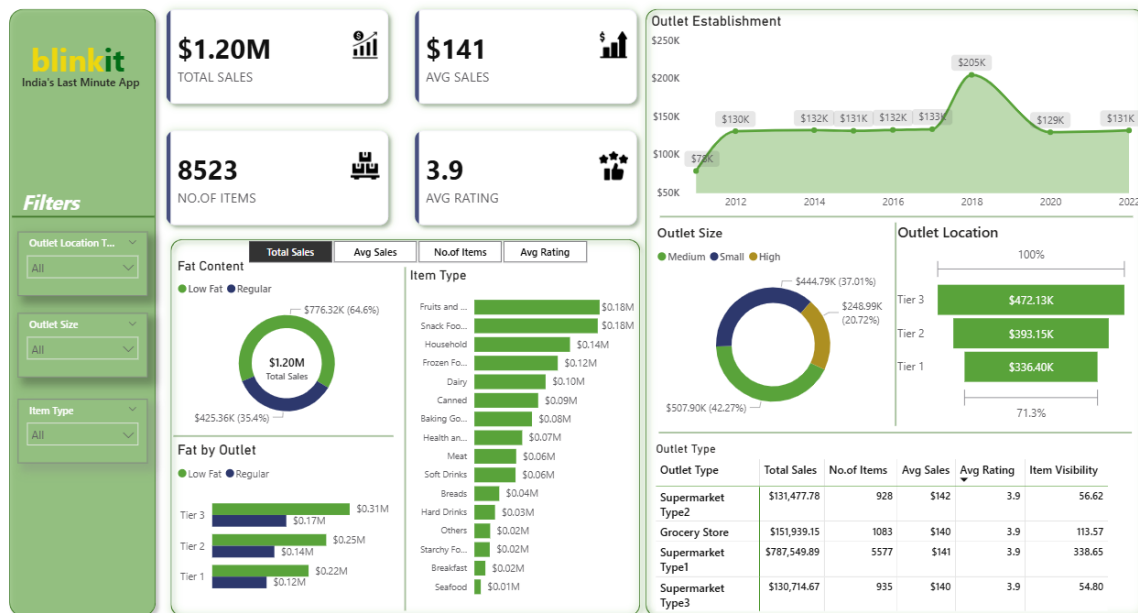 blinkit
India's Last Minute App
Filters
Outlet Location T...
All
Outlet Size
All
Item Type
All
$1.20M
TOTAL SALES
$141
AVG SALES
8523
NO.OF ITEMS
3.9
AVG RATING
Total Sales
Avg Sales
No.of Items
Avg Rating
Fat Content
Low Fat Regular
$776.32K (64.6%)
$1.20M
Total Sales
$425.36K (35.4%)
Fat by Outlet
Low Fat Regular
Tier 3 $0.31M
$0.17M
Tier 2 $0.25M
$0.14M
Tier 1 $0.22M
$0.12M
Item Type
Fruits and ... $0.18M
Snack Foo... $0.18M
Household $0.14M
Frozen Fo... $0.12M
Dairy $0.10M
Canned $0.09M
Baking Go... $0.08M
Health an... $0.07M
Meat $0.06M
Soft Drinks $0.06M
Breads $0.04M
Hard Drinks $0.03M
Others $0.02M
Starchy Fo... $0.02M
Breakfast $0.02M
Seafood $0.01M
Outlet Establishment
$250K
$200K
$150K
$100K
$50K
$78K
$130K
$132K
$131K
$132K
$133K
$205K
$129K
$131K
2012 2014 2016 2018 2020 2022
Outlet Size
Medium Small High
$444.79K (37.01%)
$248.99K
(20.72%)
$507.90K (42.27%)
Outlet Location
100%
Tier 3 $472.13K
Tier 2 $393.15K
Tier 1 $336.40K
71.3%
Outlet Type
Outlet Type Total Sales No.of Items Avg Sales Avg Rating Item Visibility
Supermarket Type2 $131,477.78 928 $142 3.9 56.62
Grocery Store $151,939.15 1083 $140 3.9 113.57
Supermarket Type1 $787,549.89 5577 $141 3.9 338.65
Supermarket Type3 $130,714.67 935 $140 3.9 54.80